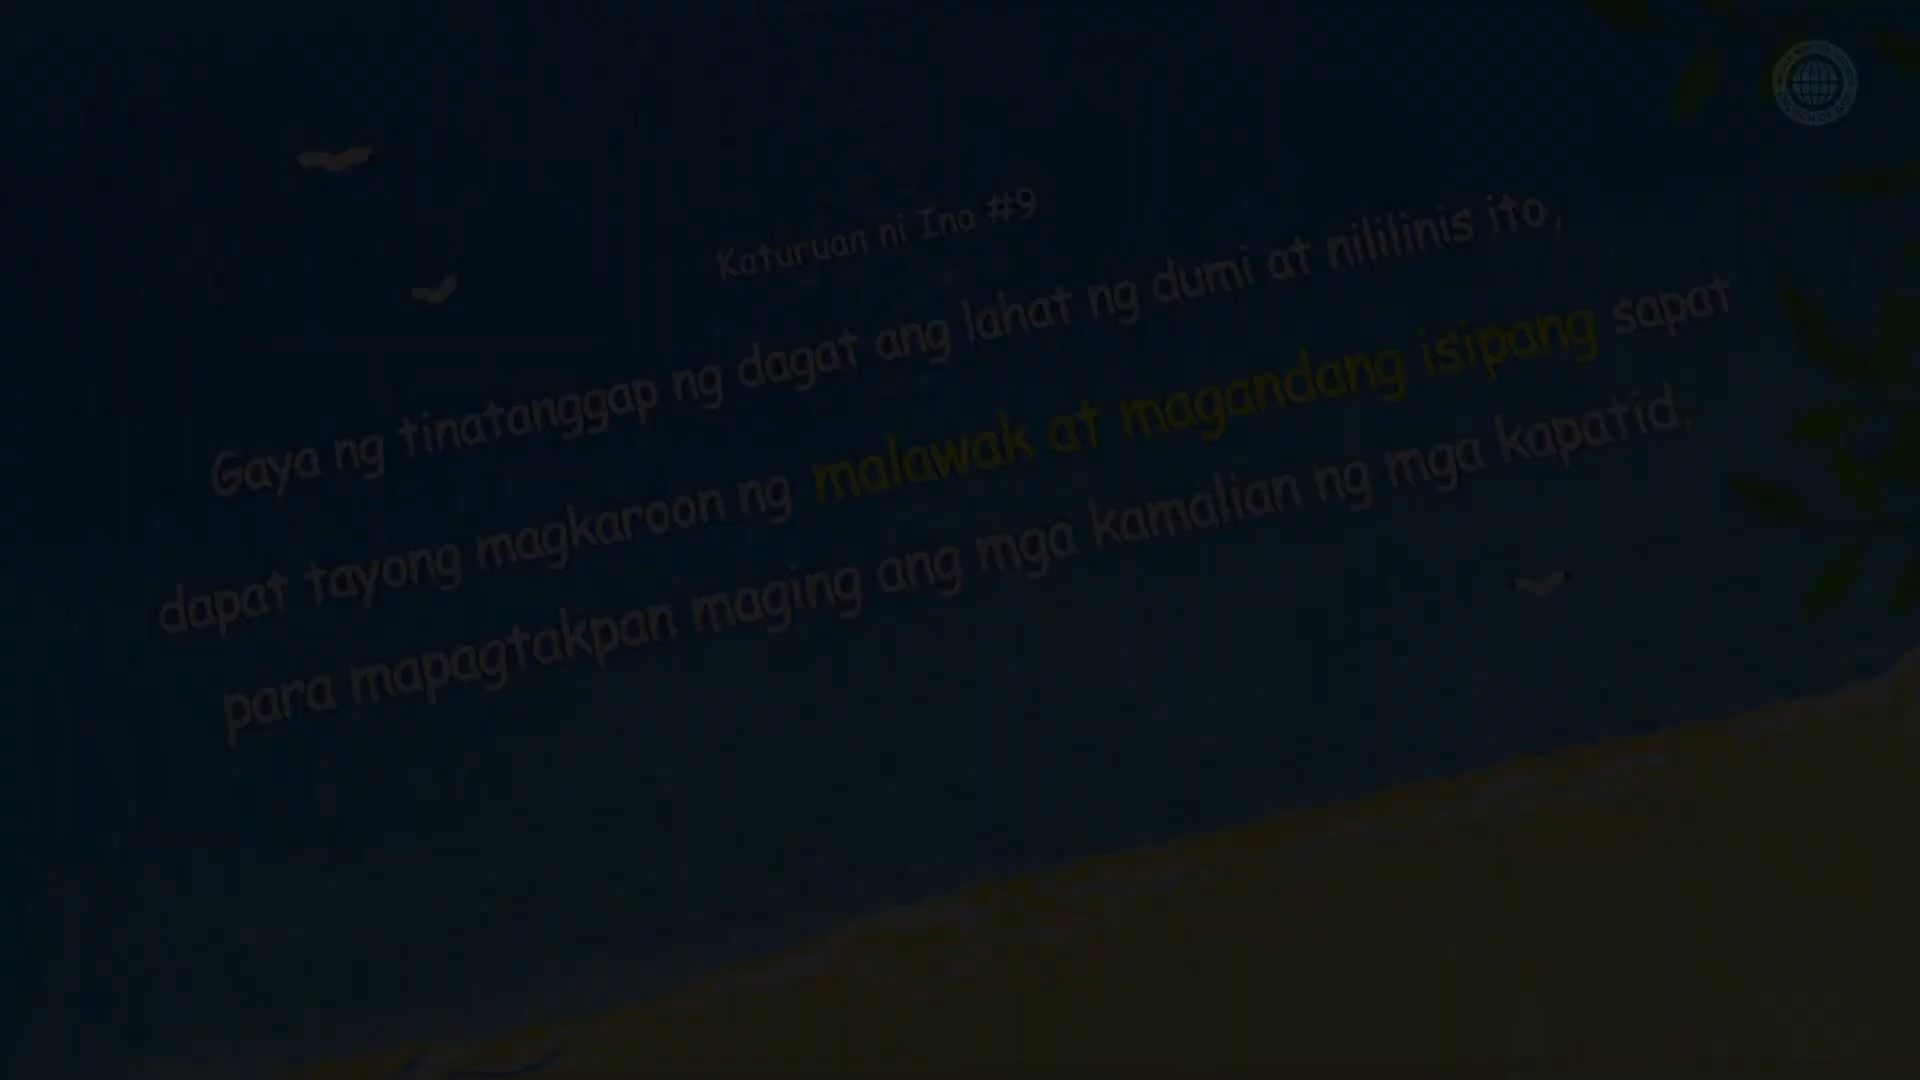 Katuruan ni Ina #9
Gaya ng tinatanggap ng dagat ang lahat ng dumi at nililinis ito,
dapat tayong magkaroon ng malawak at magandang isipang sapat
para mapagtakpan maging ang mga kamalian ng mga kapatid.